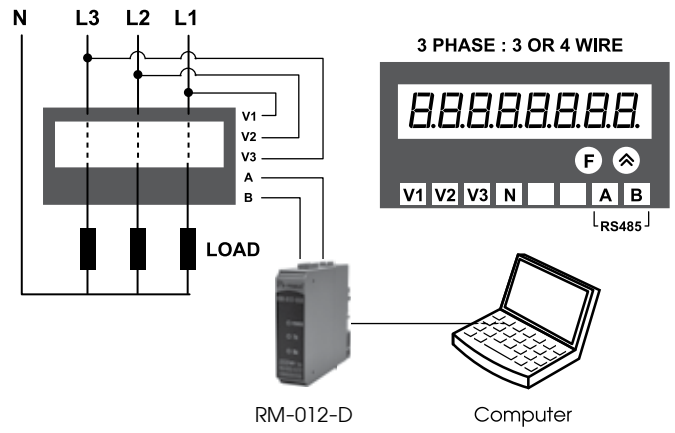 N L3 L2 L1
3 PHASE : 3 OR 4 WIRE
V1
V2
V3
A
B
8.8.8.8.8.8.8.8.
F
V1 V2 V3 N A B
RS485
LOAD
RM-012-D
Computer